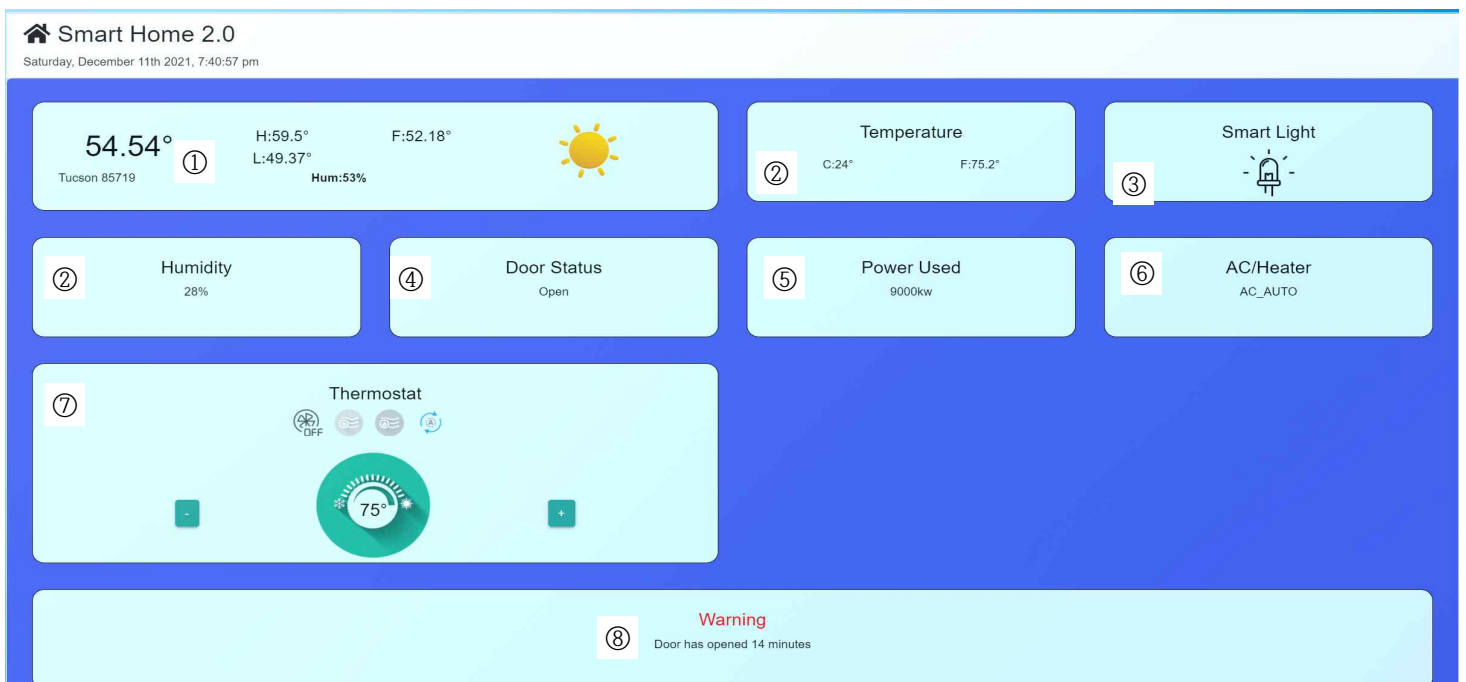 Smart Home 2.0
Saturday, December 11th 2021, 7:40:57 pm
54.54°
①
H:59.5°
F:52.18°
L:49.37°
Tucson 85719
Hum:53%
Temperature
②
C:24°
F:75.2°
Smart Light
③
②
Humidity
28%
④
Door Status
Open
⑤
Power Used
9000kw
⑥
AC/Heater
AC_AUTO
⑦
Thermostat
OFF
A
-
75°
+
Warning
⑧
Door has opened 14 minutes